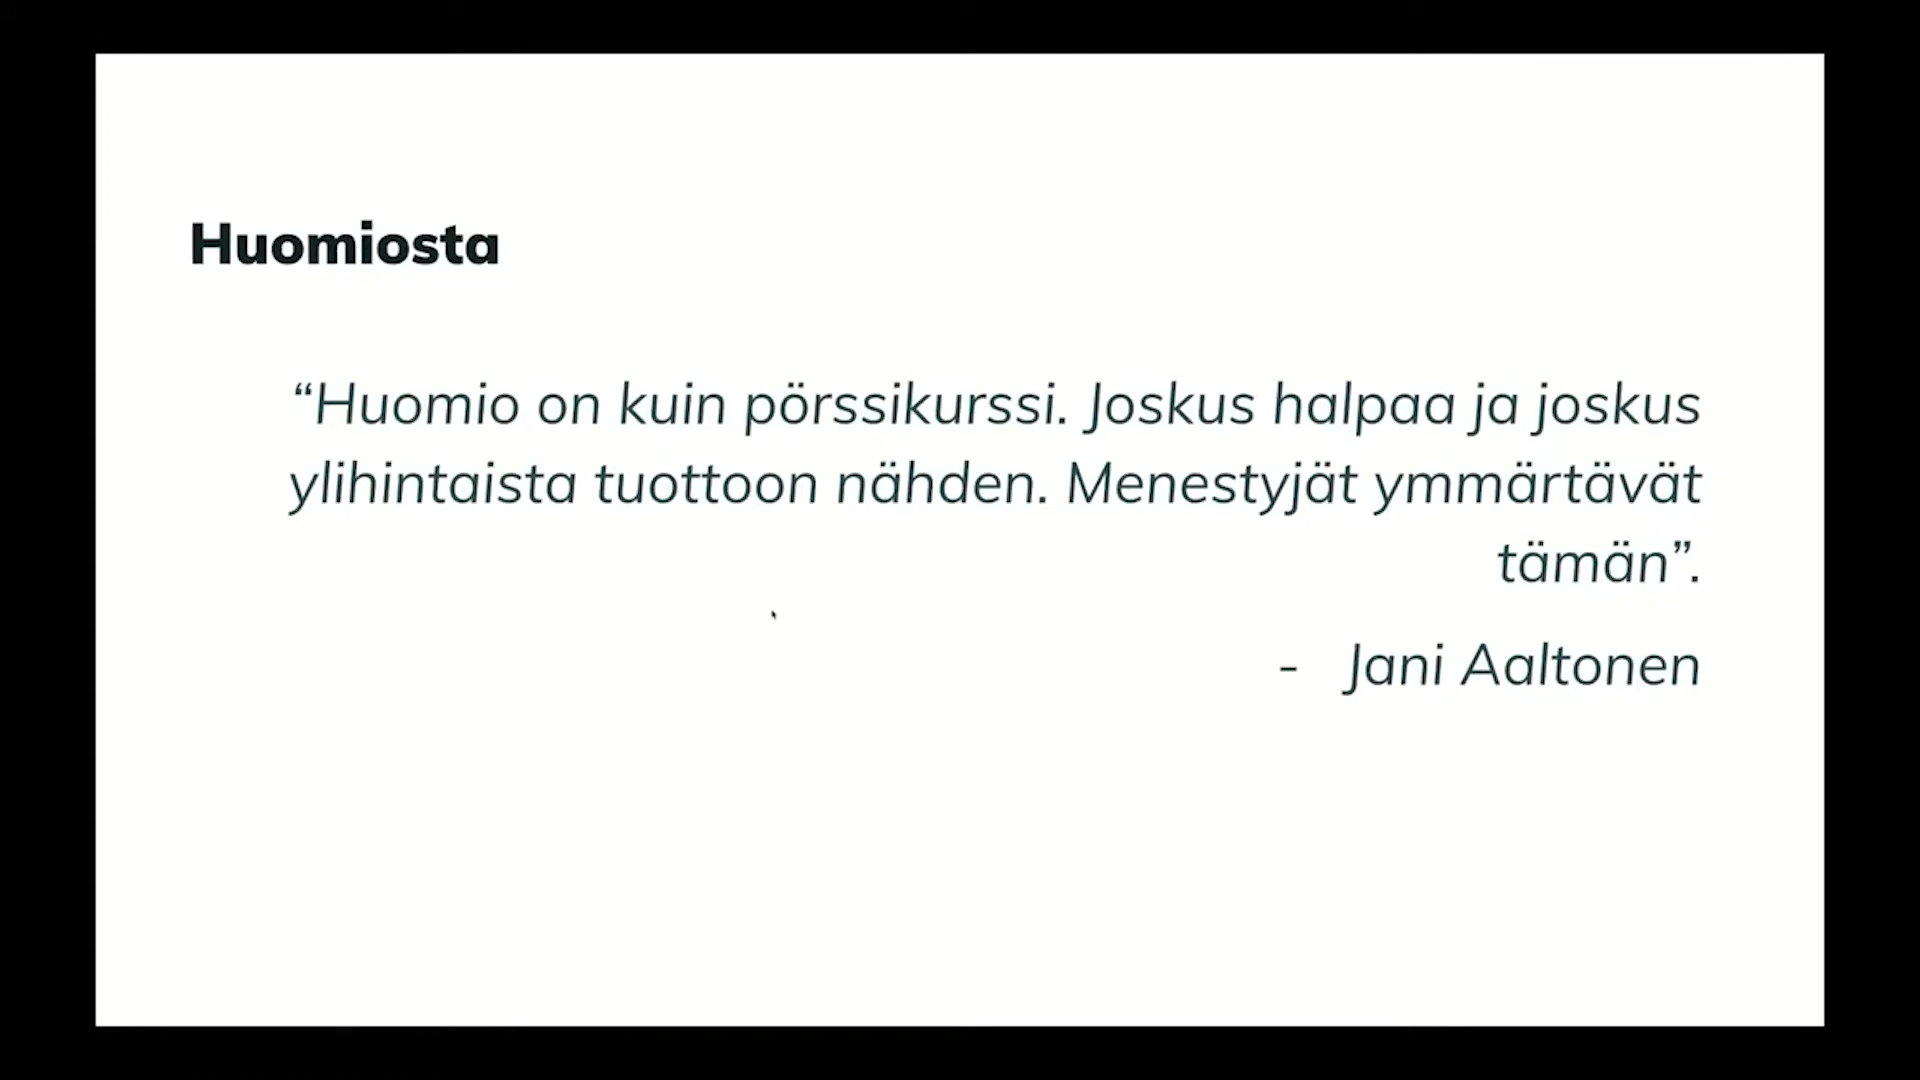 Huomiosta
“Huomio on kuin pörssikurssi. Joskus halpaa ja joskus
ylihintaista tuottoon nähden. Menestyjät ymmärtävät
tämän”.
- Jani Aaltonen